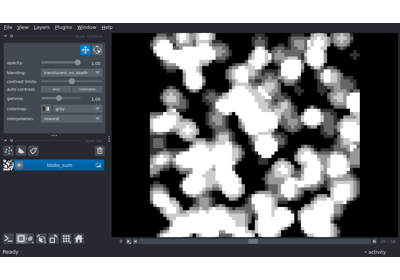 File View Layers Plugins Window Help
opacity: 1.00
blending: translucent_no_depth
contrast limits:
auto-contrast: once continuous
gamma: 1.00
colormap: gray
interpolation: nearest
blobs_sum
Ready
activity